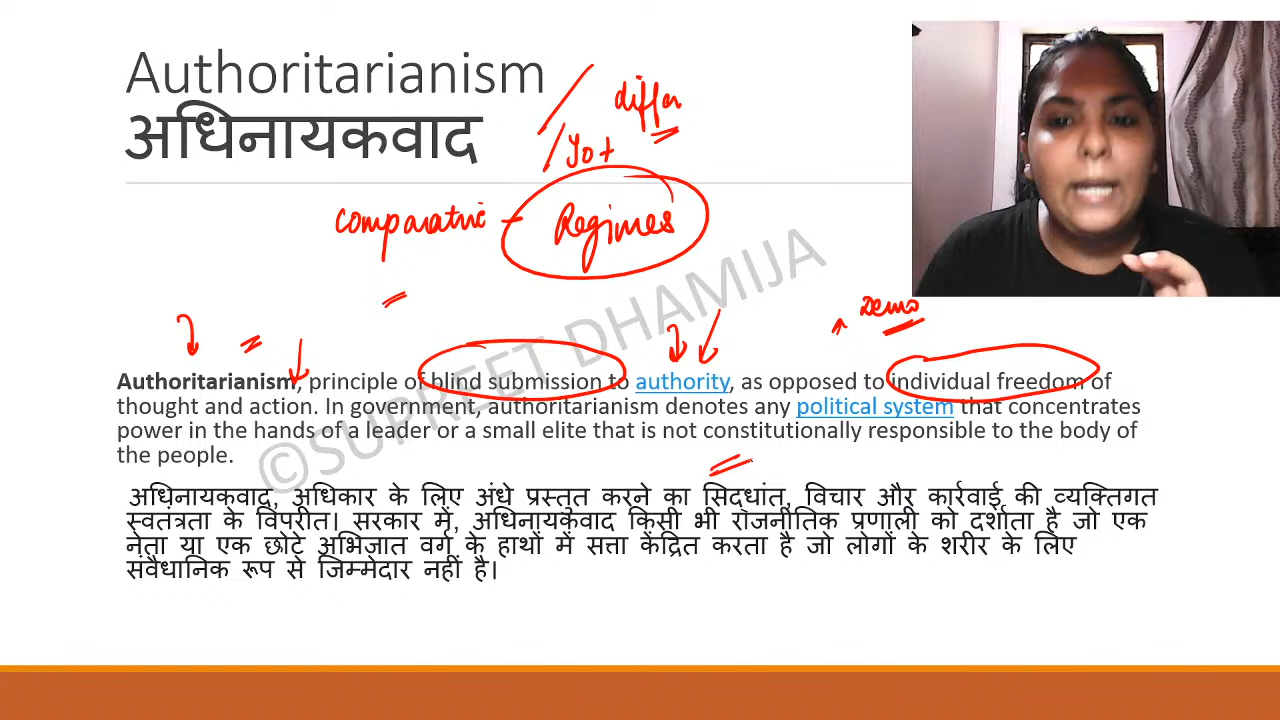 Authoritarianism
अधिनायकवाद
differ
Tot
comparative - Regimes
©SUPREET DHAMIJA
Demo
Authoritarianism, principle of blind submission to authority, as opposed to individual freedom of
thought and action. In government, authoritarianism denotes any political system that concentrates
power in the hands of a leader or a small elite that is not constitutionally responsible to the body of
the people.
अधिनायकवाद, अधिकार के लिए अंधे प्रस्तुत करने का सिद्धांत, विचार और कार्रवाई की व्यक्तिगत
स्वतंत्रता के विपरीत। सरकार में, अधिनायकवाद किसी भी राजनीतिक प्रणाली को दर्शाता है जो एक
नेता या एक छोटे अभिजात वर्ग के हाथों में सत्ता केंद्रित करता है जो लोगों के शरीर के लिए
संवैधानिक रूप से जिम्मेदार नहीं है।